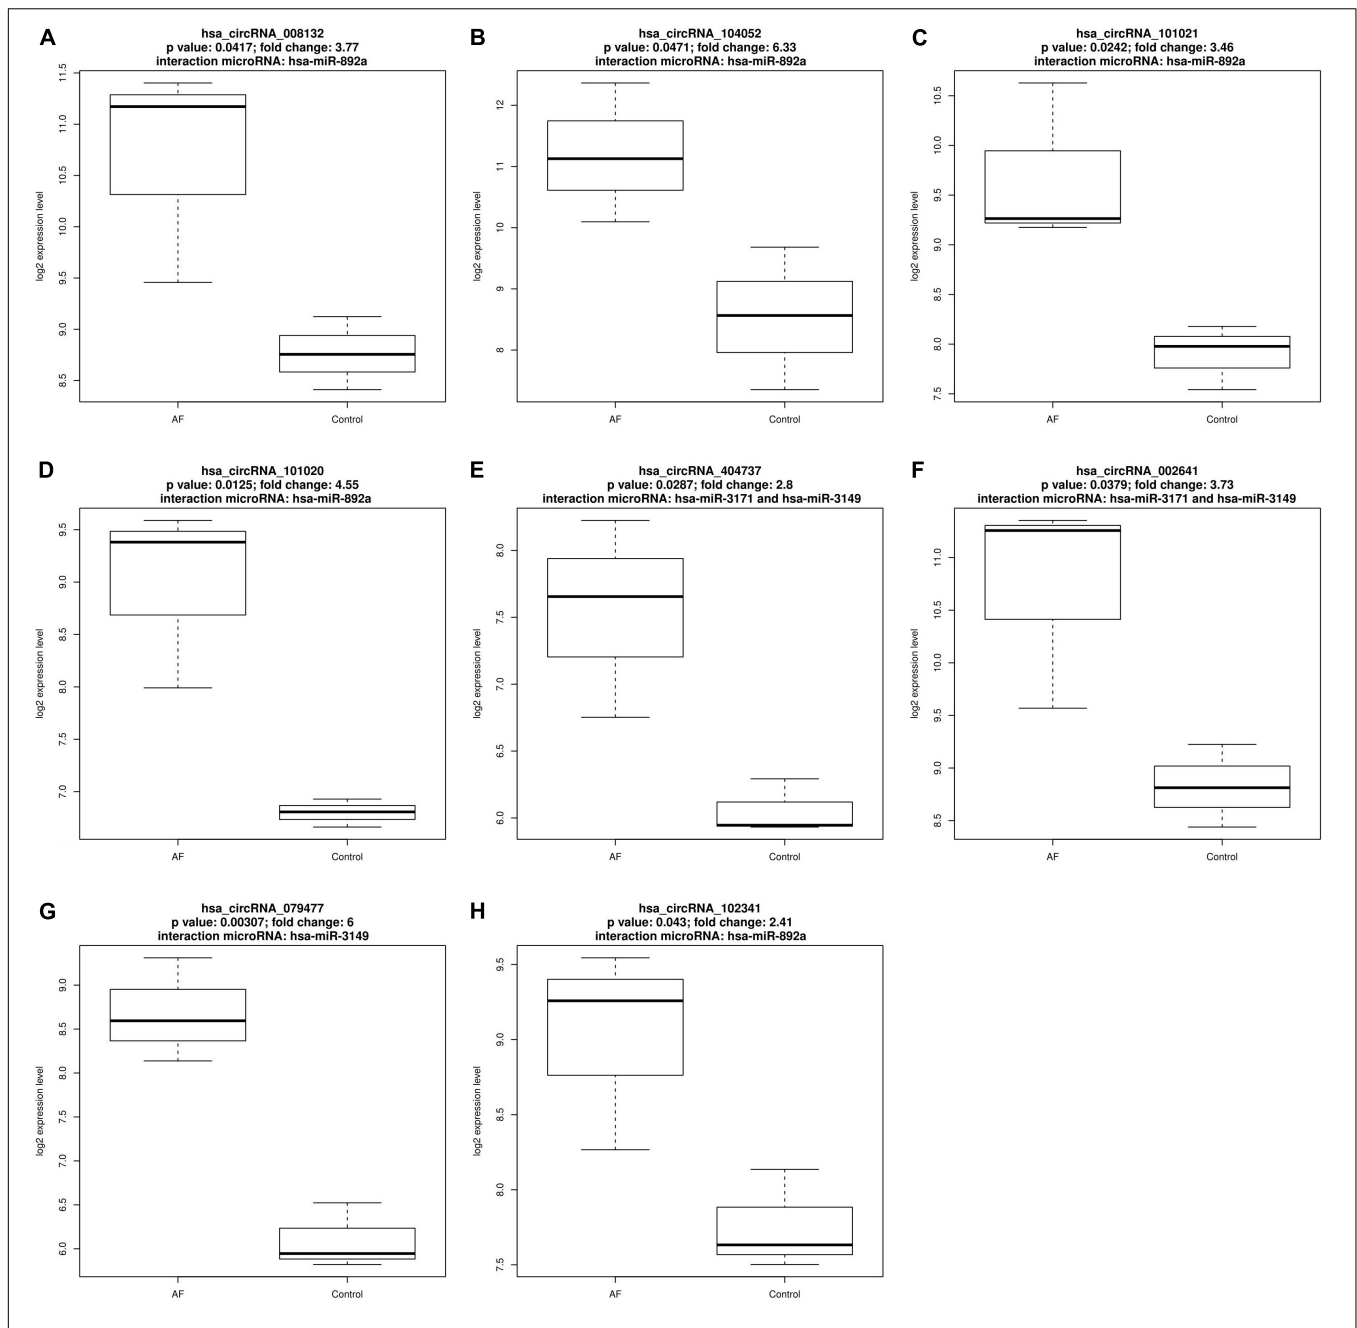 A
hsa_circRNA_008132
p value: 0.0417; fold change: 3.77
interaction microRNA: hsa-miR-892a
log2 expression level
11.5
11.0
10.5
10.0
9.5
9.0
8.5
AF
Control
B
hsa_circRNA_104052
p value: 0.0471; fold change: 6.33
interaction microRNA: hsa-miR-892a
log2 expression level
12
11
10
9
8
AF
Control
C
hsa_circRNA_101021
p value: 0.0242; fold change: 3.46
interaction microRNA: hsa-miR-892a
log2 expression level
10.5
10.0
9.5
9.0
8.5
8.0
7.5
AF
Control
D
hsa_circRNA_101020
p value: 0.0125; fold change: 4.55
interaction microRNA: hsa-miR-892a
log2 expression level
9.5
9.0
8.5
8.0
7.5
7.0
AF
Control
E
hsa_circRNA_404737
p value: 0.0287; fold change: 2.8
interaction microRNA: hsa-miR-3171 and hsa-miR-3149
log2 expression level
8.0
7.5
7.0
6.5
6.0
AF
Control
F
hsa_circRNA_002641
p value: 0.0379; fold change: 3.73
interaction microRNA: hsa-miR-3171 and hsa-miR-3149
log2 expression level
11.0
10.5
10.0
9.5
9.0
8.5
AF
Control
G
hsa_circRNA_079477
p value: 0.00307; fold change: 6
interaction microRNA: hsa-miR-3149
log2 expression level
9.0
8.5
8.0
7.5
7.0
6.5
6.0
AF
Control
H
hsa_circRNA_102341
p value: 0.043; fold change: 2.41
interaction microRNA: hsa-miR-892a
log2 expression level
9.5
9.0
8.5
8.0
7.5
AF
Control